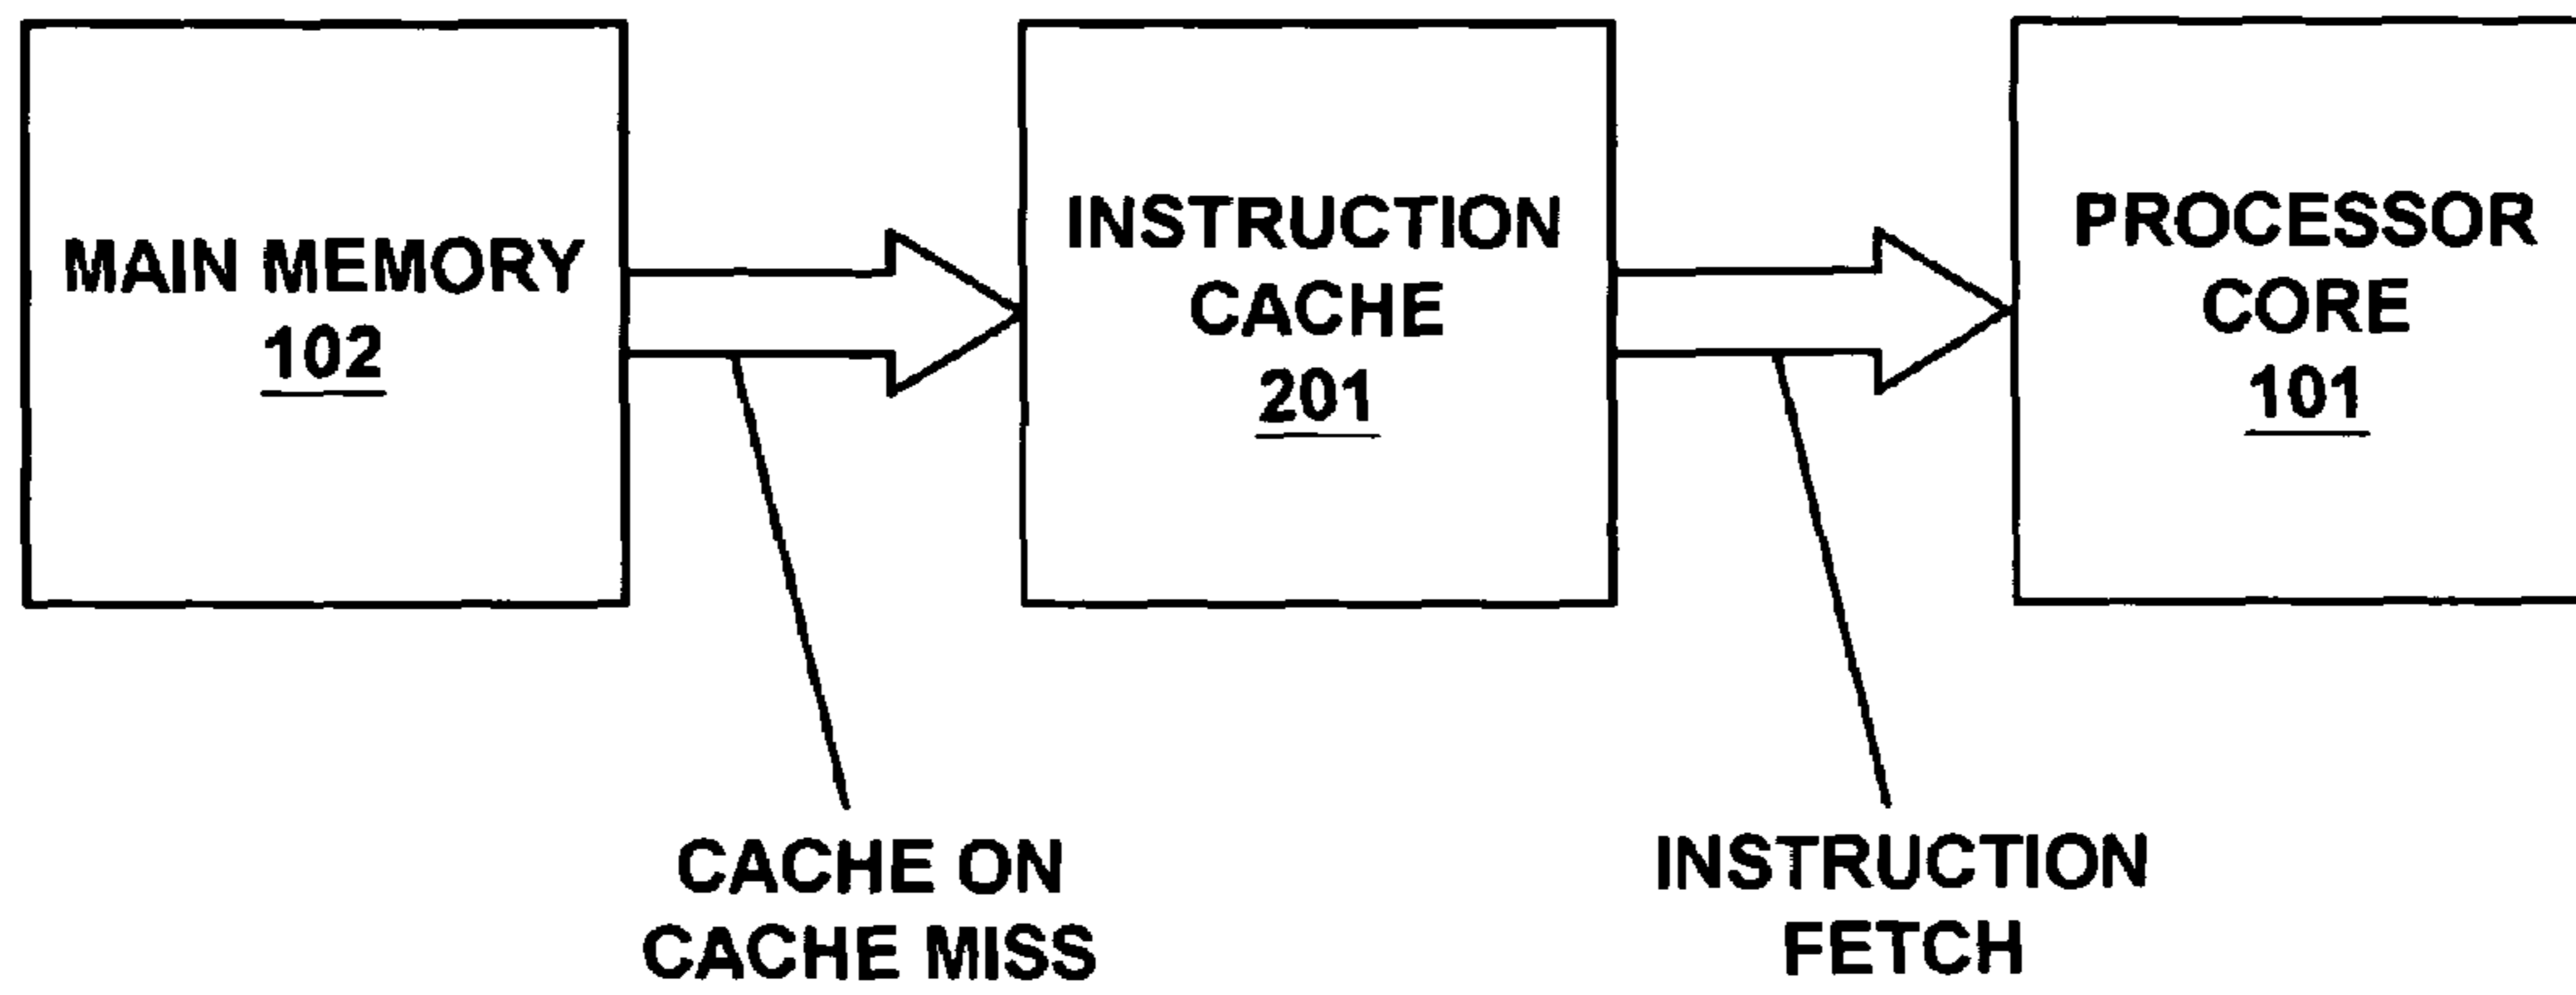 MAIN MEMORY
102
INSTRUCTION
CACHE
201
PROCESSOR
CORE
101
CACHE ON
CACHE MISS
INSTRUCTION
FETCH